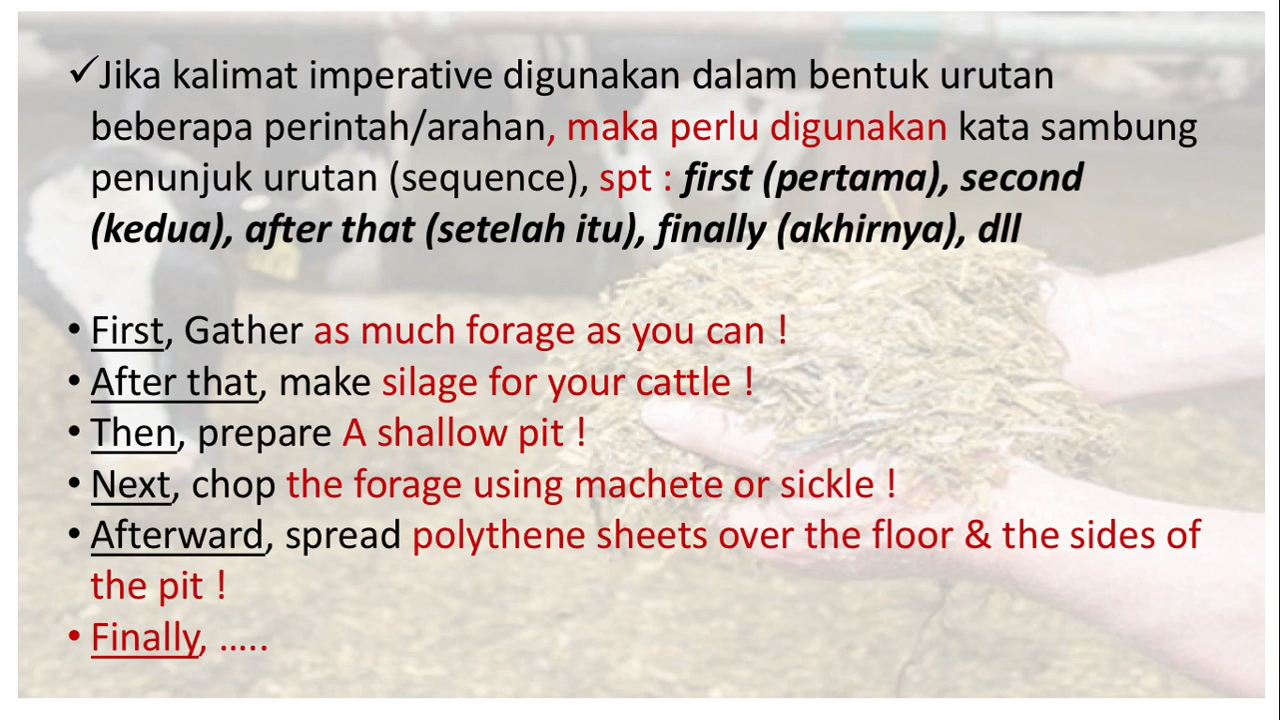 ✓Jika kalimat imperative digunakan dalam bentuk urutan
beberapa perintah/arahan, maka perlu digunakan kata sambung
penunjuk urutan (sequence), spt : first (pertama), second
(kedua), after that (setelah itu), finally (akhirnya), dll
• First, Gather as much forage as you can !
• After that, make silage for your cattle !
• Then, prepare A shallow pit !
• Next, chop the forage using machete or sickle !
• Afterward, spread polythene sheets over the floor & the sides of
the pit !
• Finally, …..